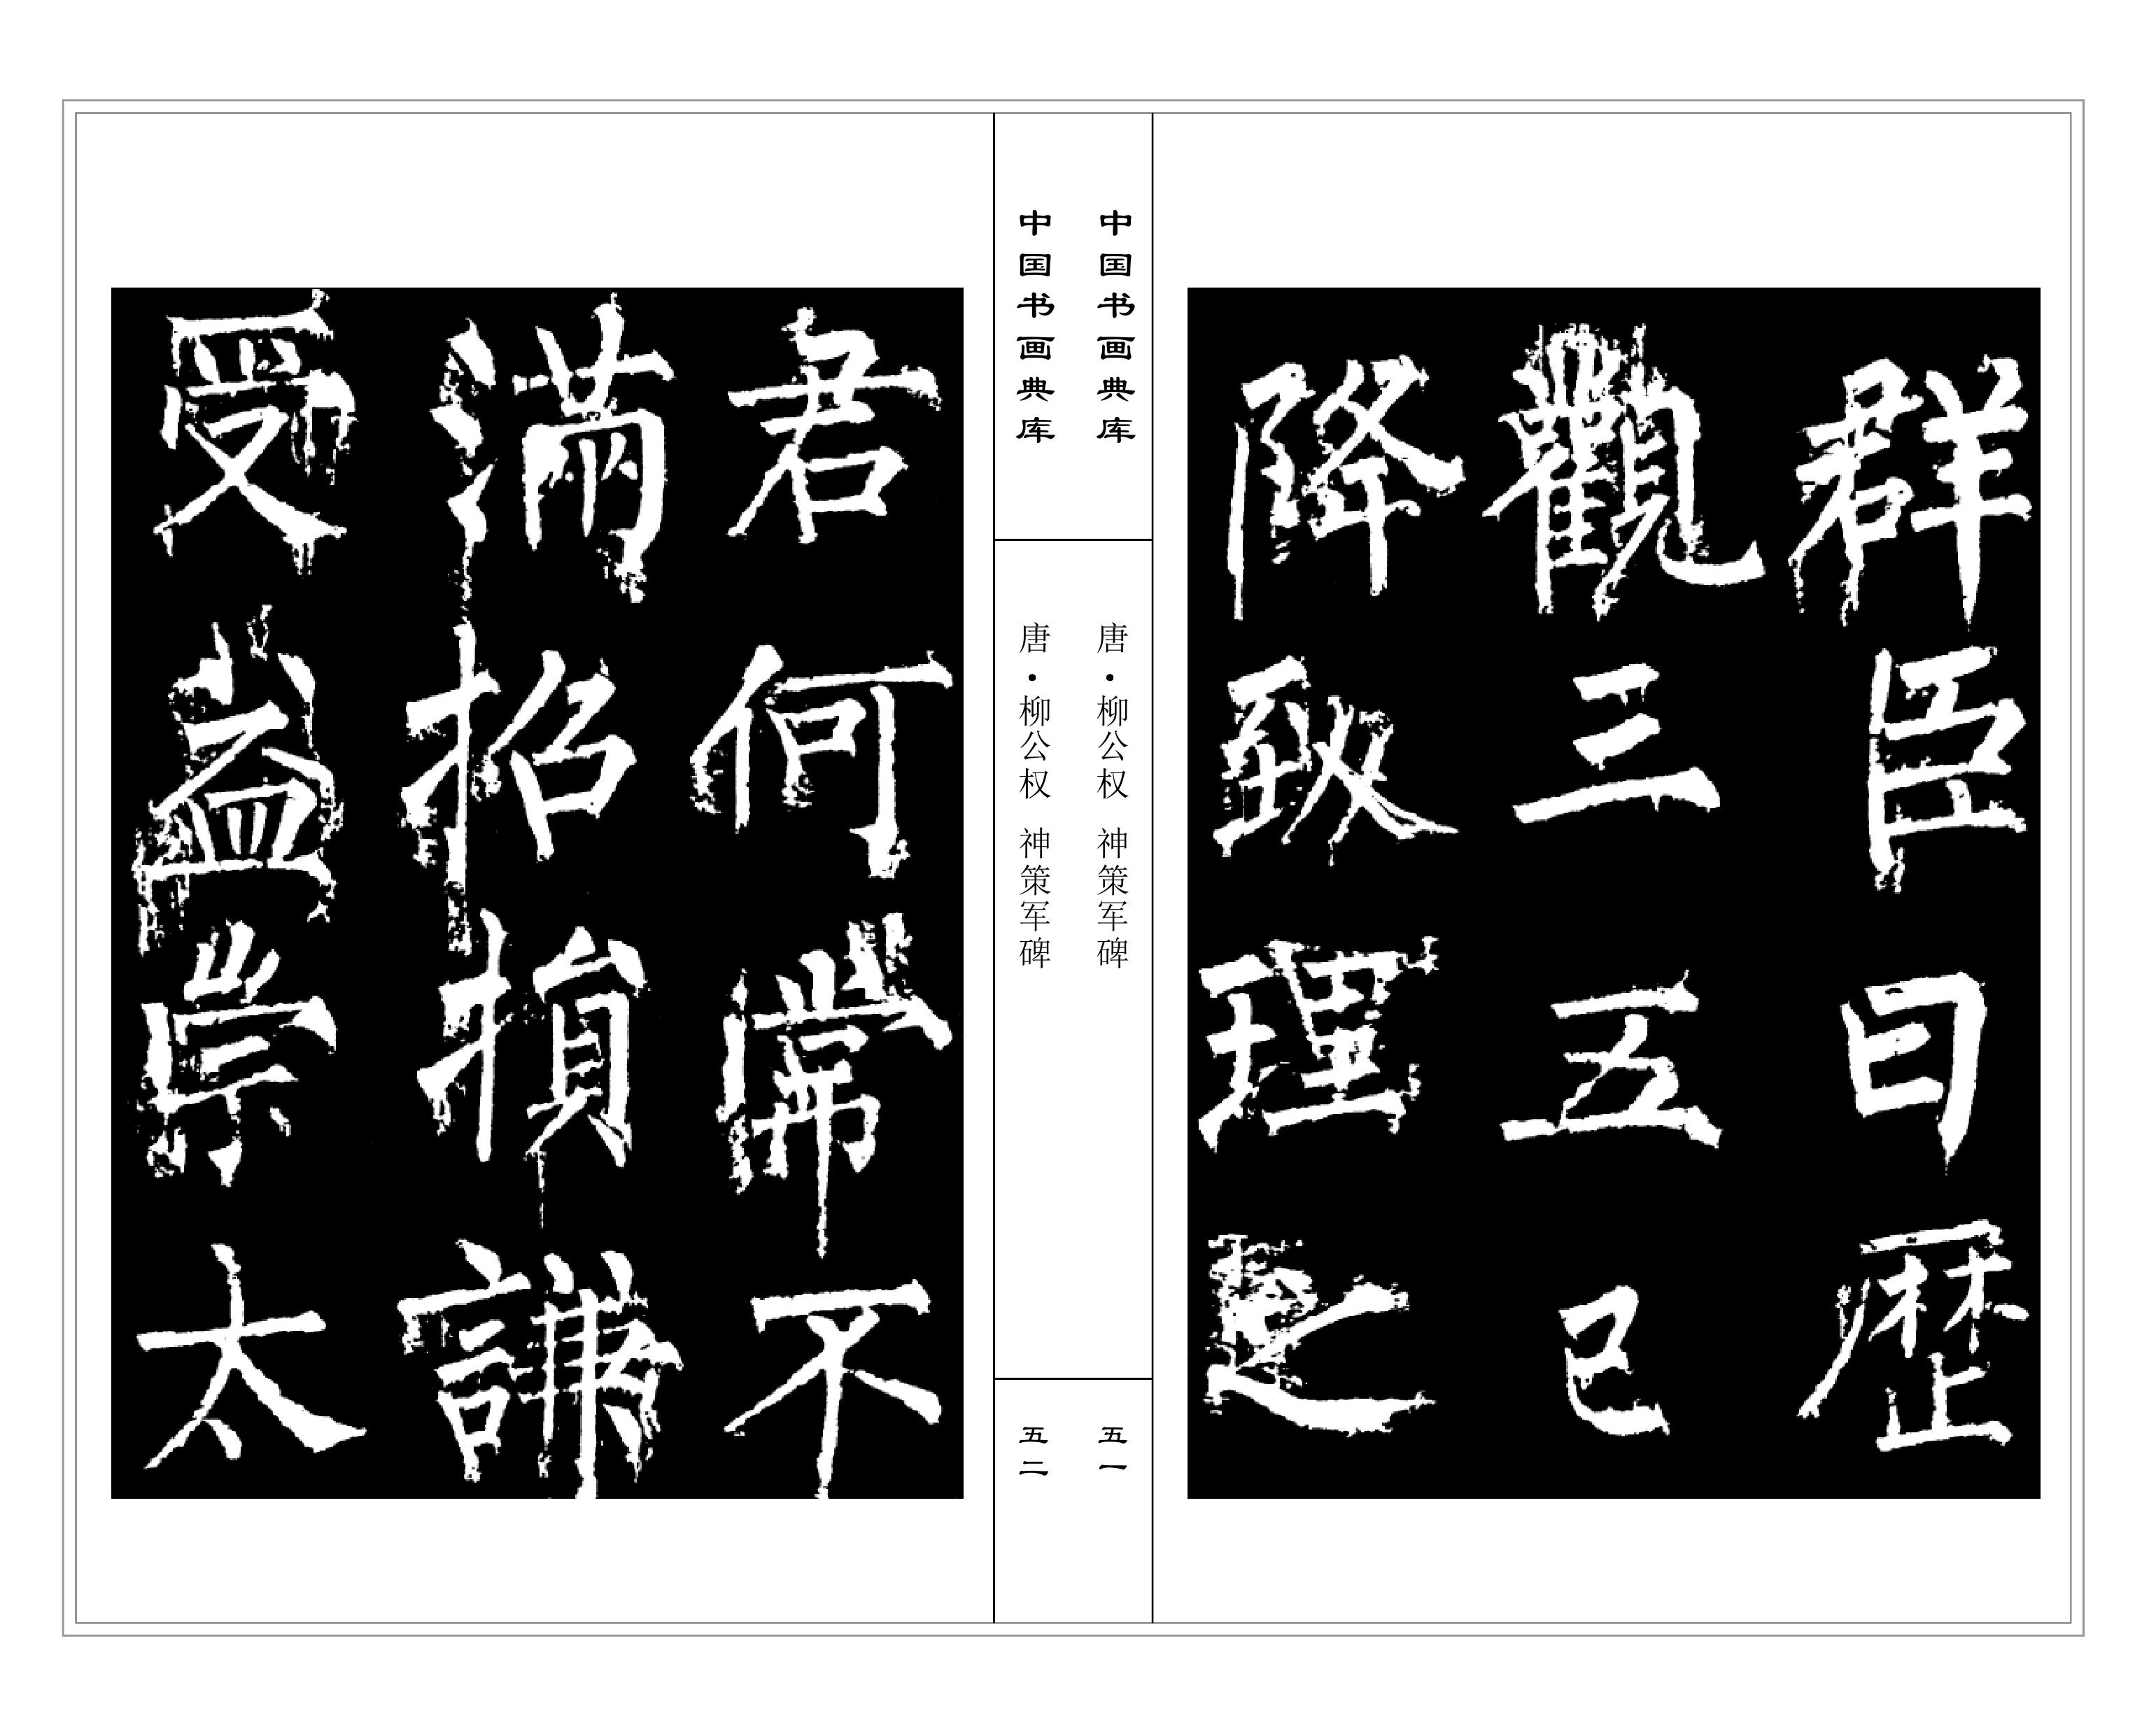 群臣日歷
觀三五已
降致理之
中国书画典库
唐·柳公权 神策军碑
五一
中国书画典库
唐·柳公权 神策军碑
五二
君何常不
滿招損謙
受益崇太